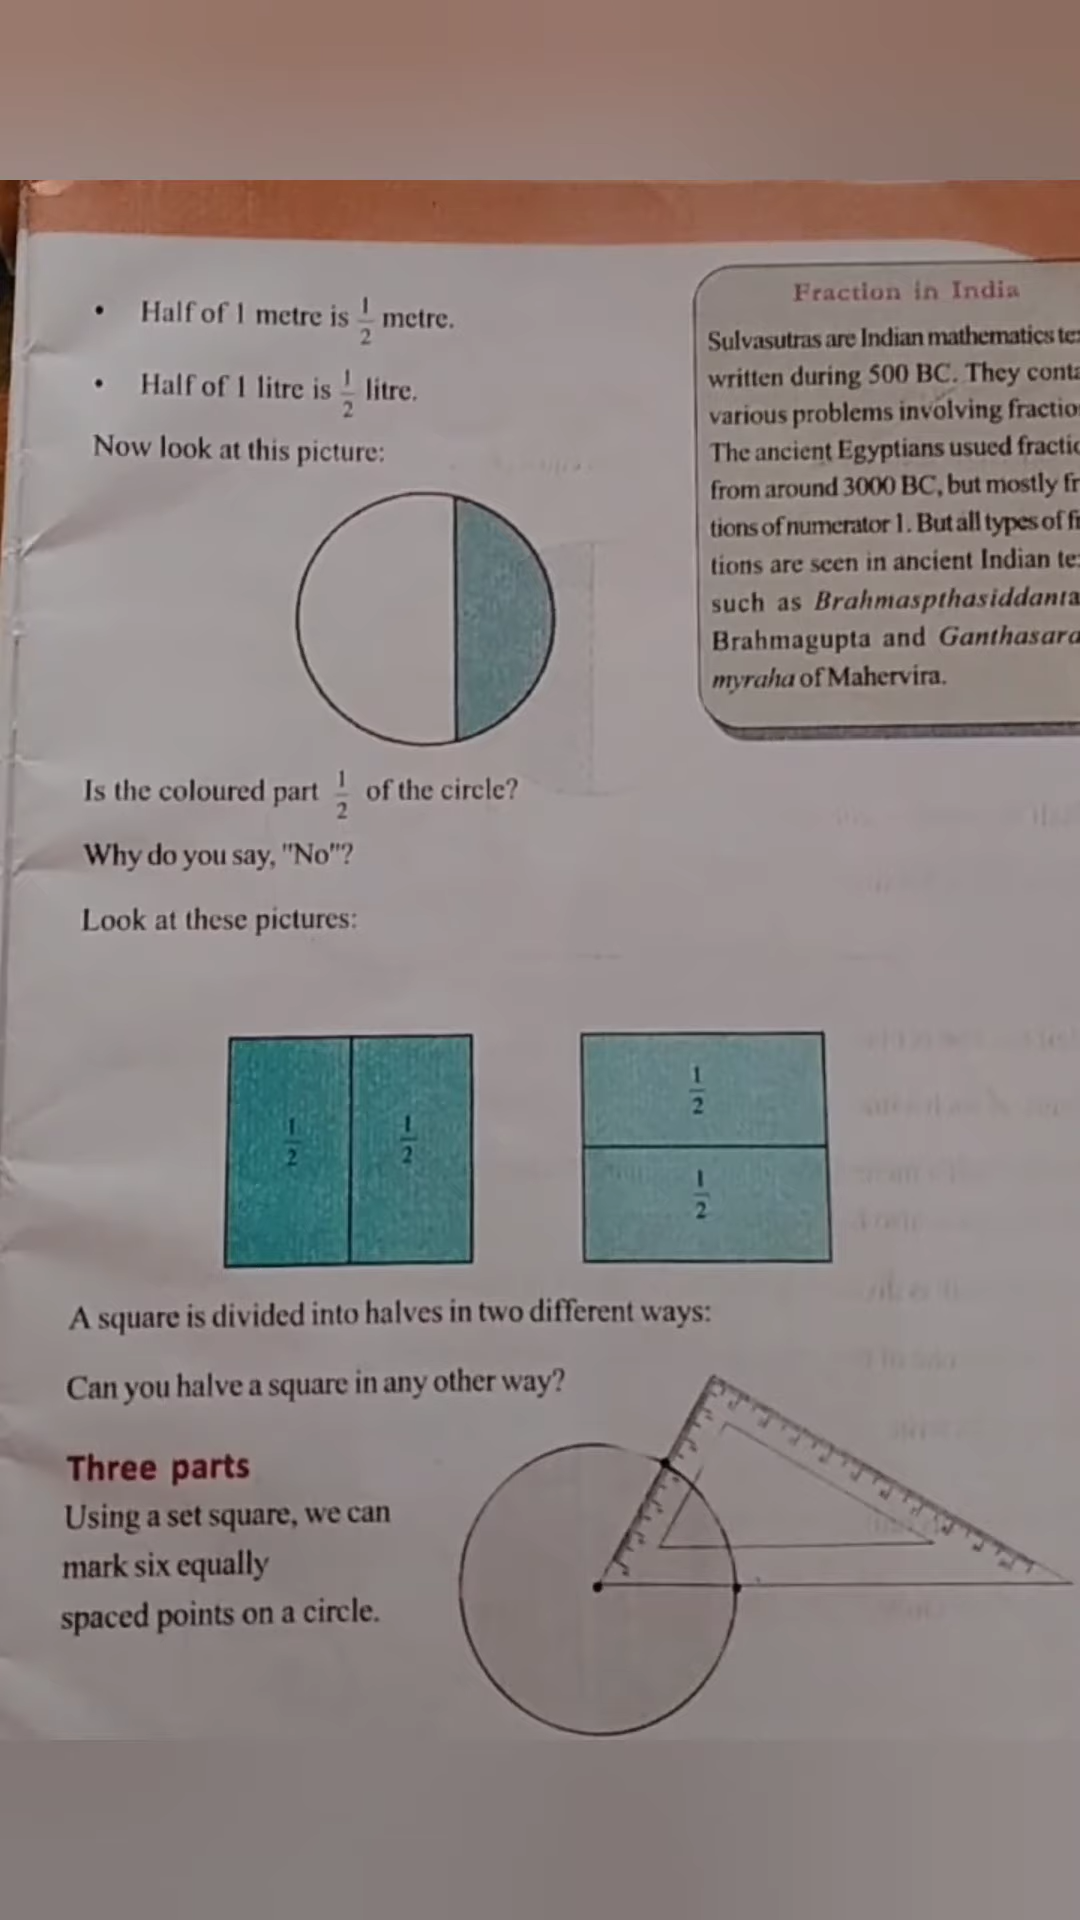 • Half of 1 metre is 1/2 metre.
• Half of 1 litre is 1/2 litre.
Now look at this picture:
Is the coloured part 1/2 of the circle?
Why do you say, "No"?
Look at these pictures:
1/2 1/2
1/2
1/2
A square is divided into halves in two different ways:
Can you halve a square in any other way?
Three parts
Using a set square, we can
mark six equally
spaced points on a circle.
Fraction in India
Sulvasutras are Indian mathematics
written during 500 BC. They
various problems involving
The ancient Egyptians usued
from around 3000 BC, but mostly
tions of numerator 1. But all types of
tions are seen in ancient Indian
such as Brahmaspthasiddanta
Brahmagupta and Ganthasara
myraha of Mahervira.